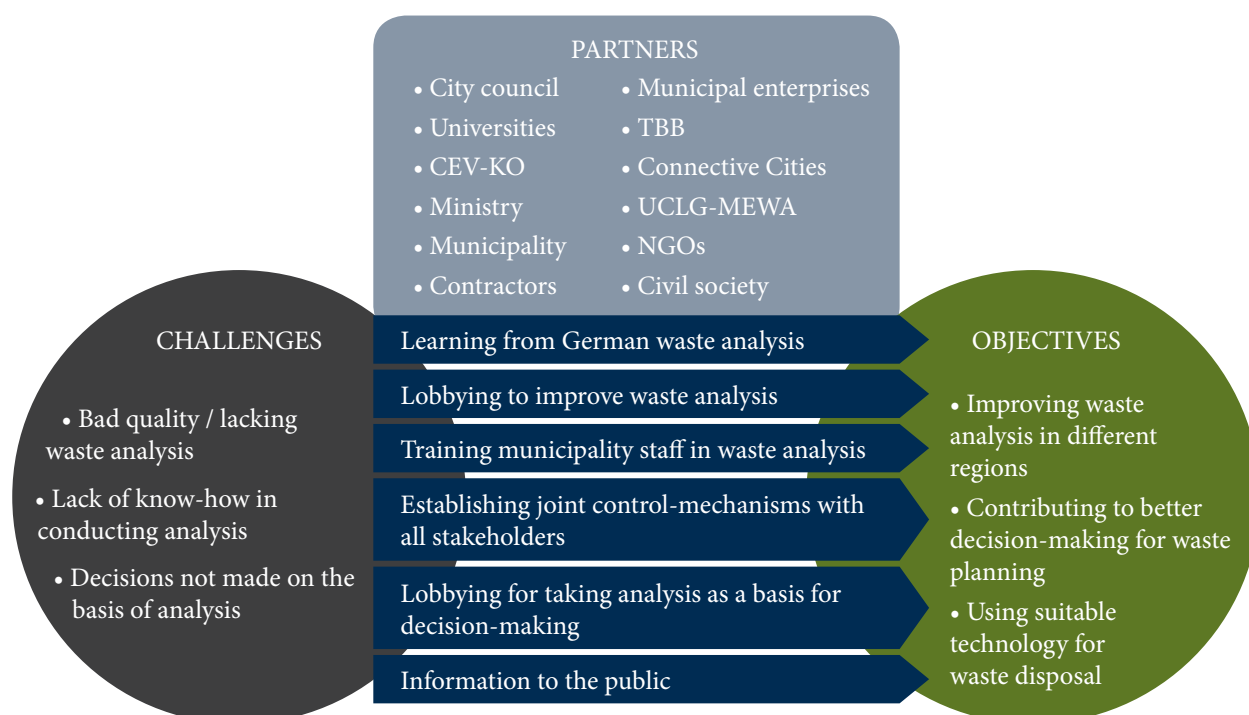 PARTNERS
• City council
• Universities
• CEV-KO
• Ministry
• Municipality
• Contractors
• Municipal enterprises
• TBB
• Connective Cities
• UCLG-MEWA
• NGOs
• Civil society
CHALLENGES
• Bad quality / lacking
waste analysis
• Lack of know-how in
conducting analysis
• Decisions not made on the
basis of analysis
Learning from German waste analysis
Lobbying to improve waste analysis
Training municipality staff in waste analysis
Establishing joint control-mechanisms with
all stakeholders
Lobbying for taking analysis as a basis for
decision-making
Information to the public
OBJECTIVES
• Improving waste
analysis in different
regions
• Contributing to better
decision-making for waste
planning
• Using suitable
technology for
waste disposal